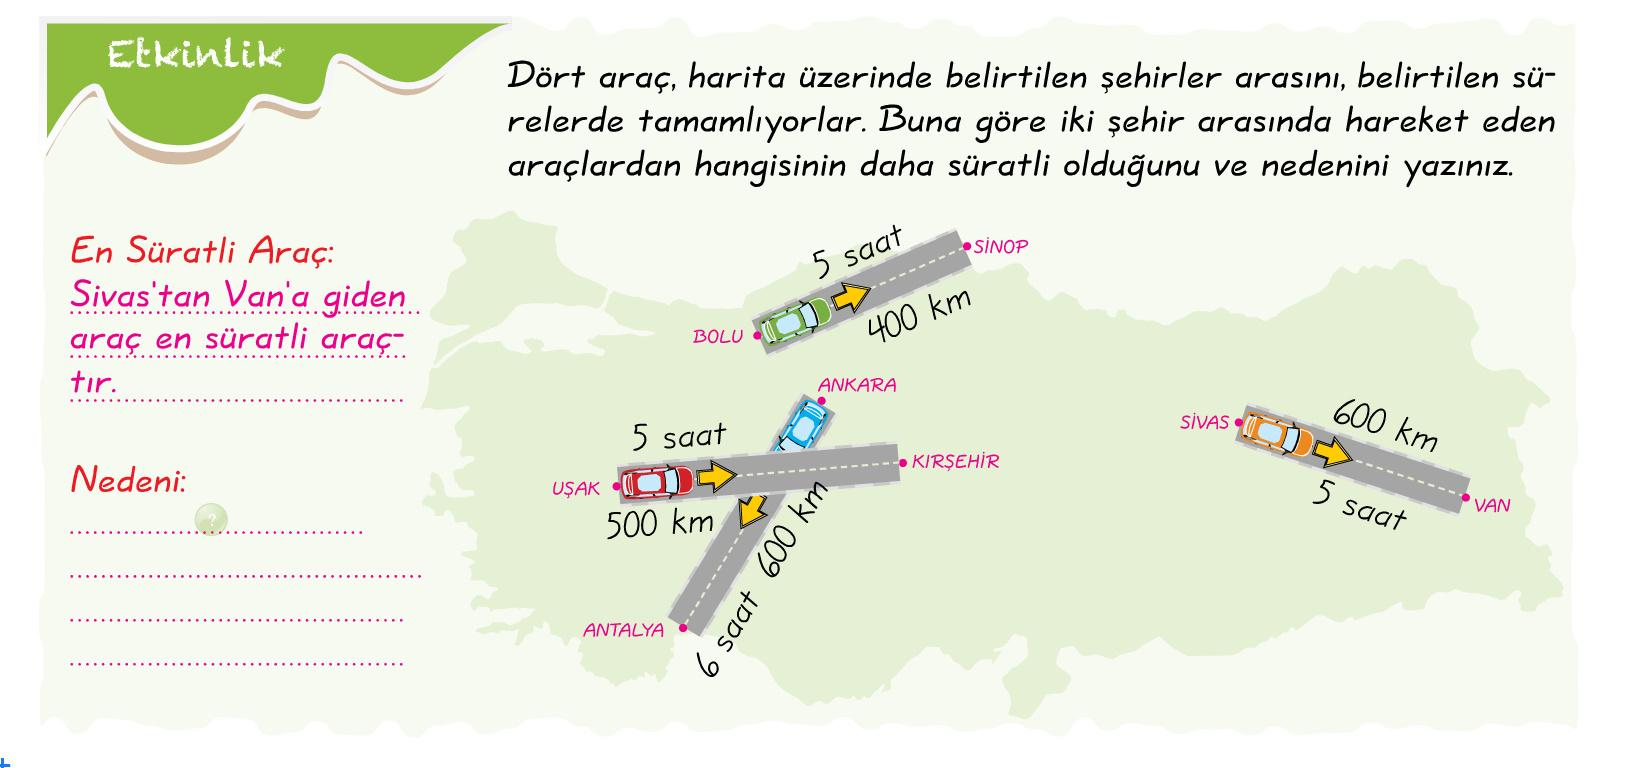 Etkinlik
Dört araç, harita üzerinde belirtilen şehirler arasını, belirtilen sü-
relerde tamamlıyorlar. Buna göre iki şehir arasında hareket eden
araçlardan hangisinin daha süratli olduğunu ve nedenini yazınız.
En Süratli Araç:
Sivas'tan Van'a giden
araç en süratli araç-
tır.
Nedeni:
?
5 saat
SİNOP
BOLU
400 km
ANKARA
5 saat
KIRŞEHİR
UŞAK
500 km
600 km
ANTALYA
6 saat
SİVAS
600 km
5 saat
VAN